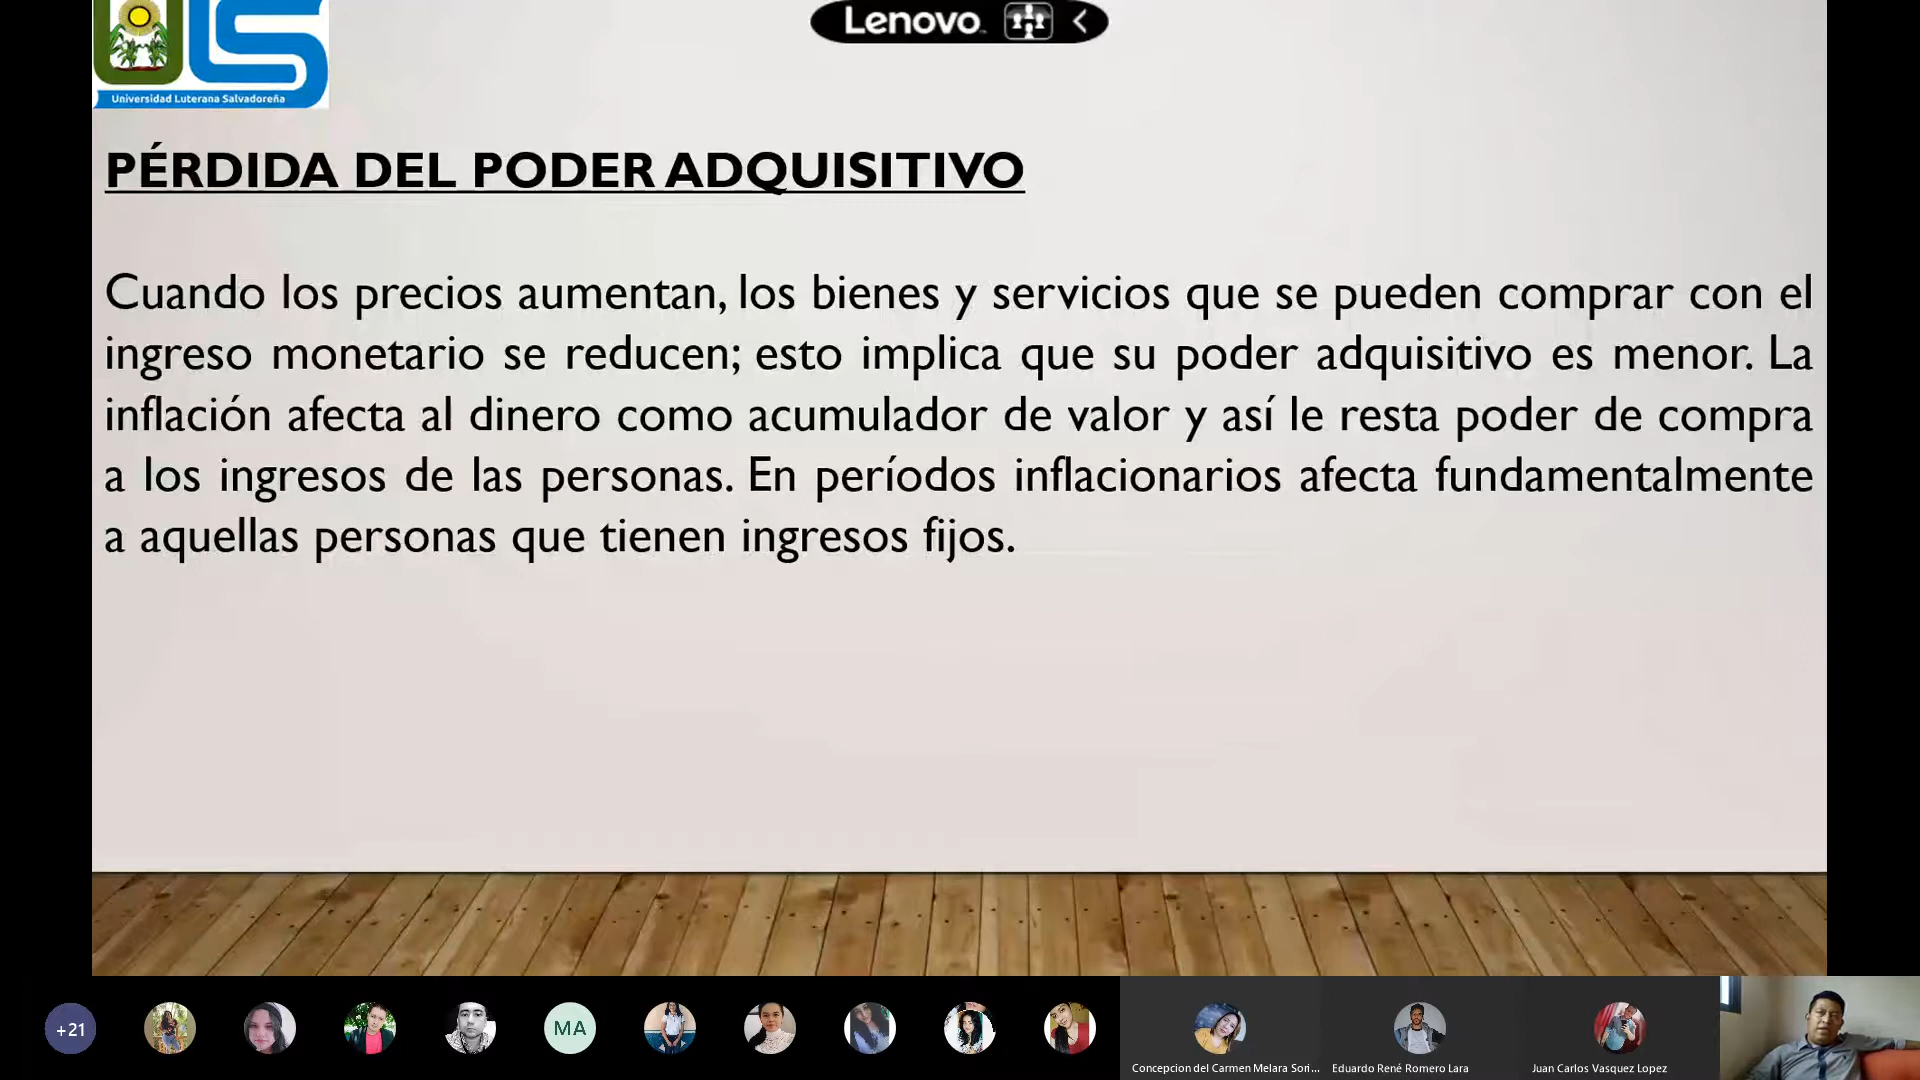 Lenovo
Universidad Luterana Salvadoreña
PÉRDIDA DEL PODER ADQUISITIVO
Cuando los precios aumentan, los bienes y servicios que se pueden comprar con el
ingreso monetario se reducen; esto implica que su poder adquisitivo es menor. La
inflación afecta al dinero como acumulador de valor y así le resta poder de compra
a los ingresos de las personas. En períodos inflacionarios afecta fundamentalmente
a aquellas personas que tienen ingresos fijos.
+21
MA
Concepcion del Carmen Melara Sori...
Eduardo René Romero Lara
Juan Carlos Vasquez Lopez